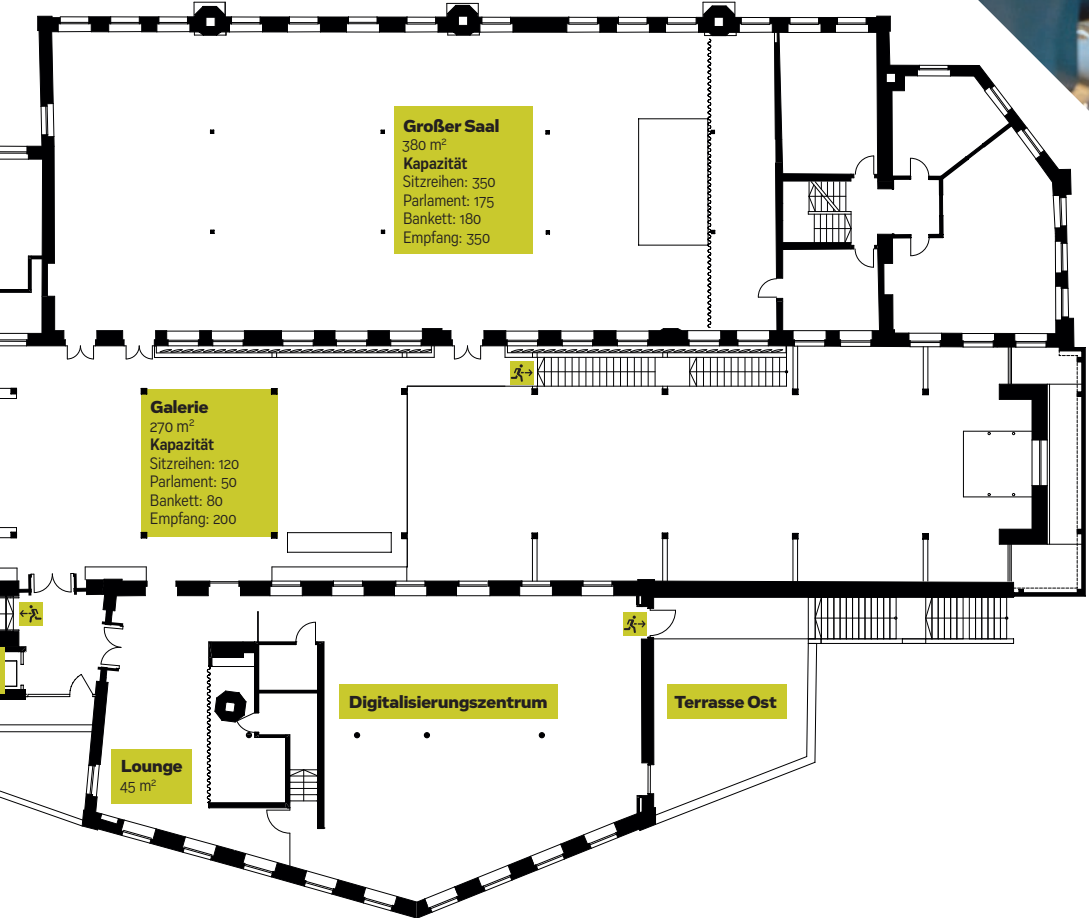 Großer Saal
380 m²
Kapazität
Sitzreihen: 350
Parlament: 175
Bankett: 180
Empfang: 350
Galerie
270 m²
Kapazität
Sitzreihen: 120
Parlament: 50
Bankett: 80
Empfang: 200
Digitalisierungszentrum
Terrasse Ost
Lounge
45 m²